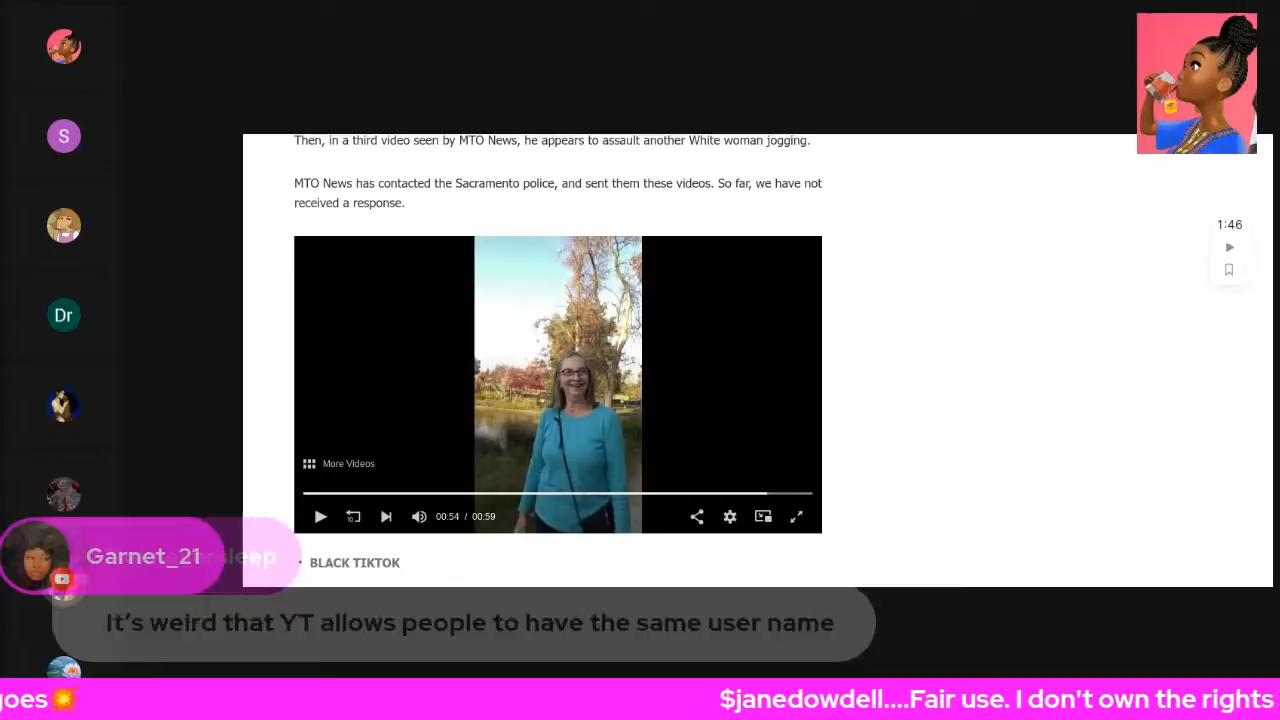 Then, in a third video seen by MTO News, he appears to assault another White woman jogging.
MTO News has contacted the Sacramento police, and sent them these videos. So far, we have not
received a response.
1:46
S
Dr
More Videos
10
00:54 / 00:59
• BLACK TIKTOK
Garnet_21
sleep
It’s weird that YT allows people to have the same user name
goes💥
$janedowdell....Fair use. I don't own the rights